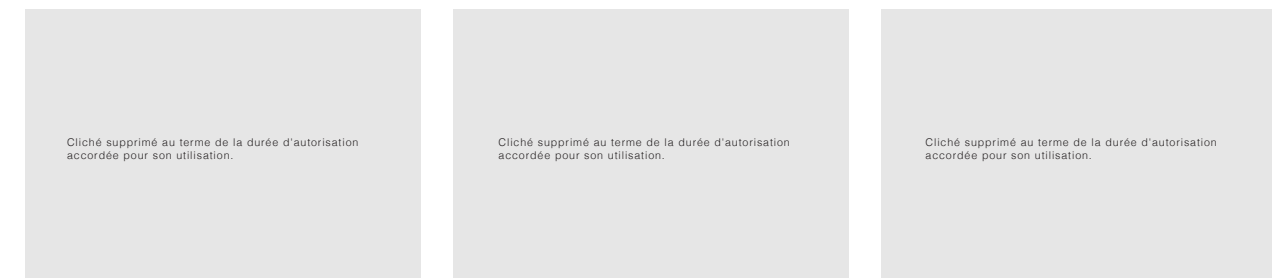 Cliché supprimé au terme de la durée d'autorisation
accordée pour son utilisation.
Cliché supprimé au terme de la durée d'autorisation
accordée pour son utilisation.
Cliché supprimé au terme de la durée d'autorisation
accordée pour son utilisation.